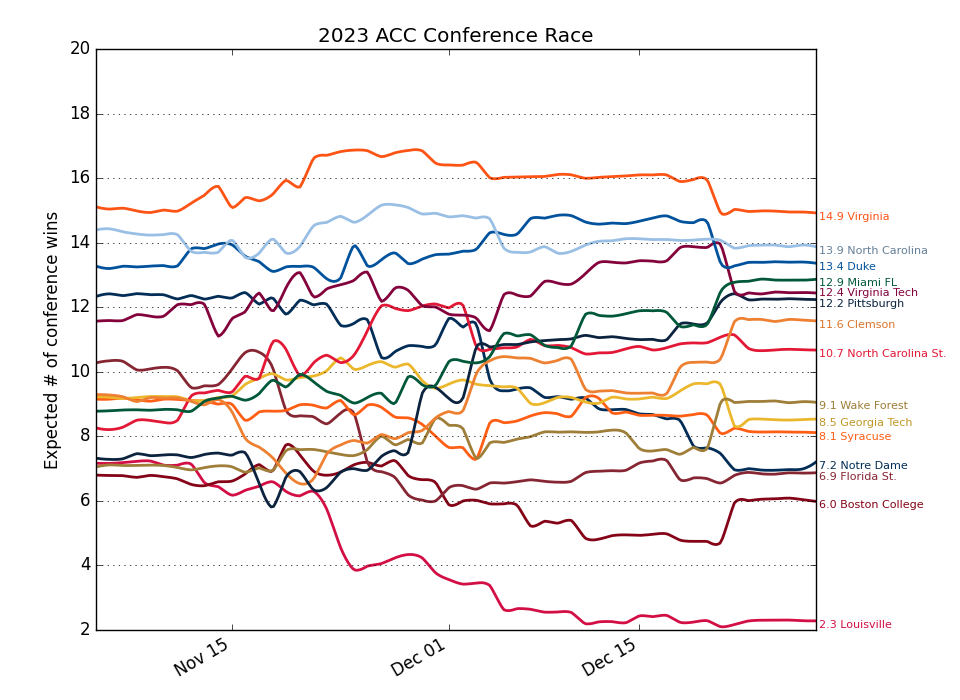 2023 ACC Conference Race
Expected # of conference wins
20
18
16
14
12
10
8
6
4
2
Nov 15
Dec 01
Dec 15
14.9 Virginia
13.9 North Carolina
13.4 Duke
12.9 Miami FL
12.4 Virginia Tech
12.2 Pittsburgh
11.6 Clemson
10.7 North Carolina St.
9.1 Wake Forest
8.5 Georgia Tech
8.1 Syracuse
7.2 Notre Dame
6.9 Florida St.
6.0 Boston College
2.3 Louisville